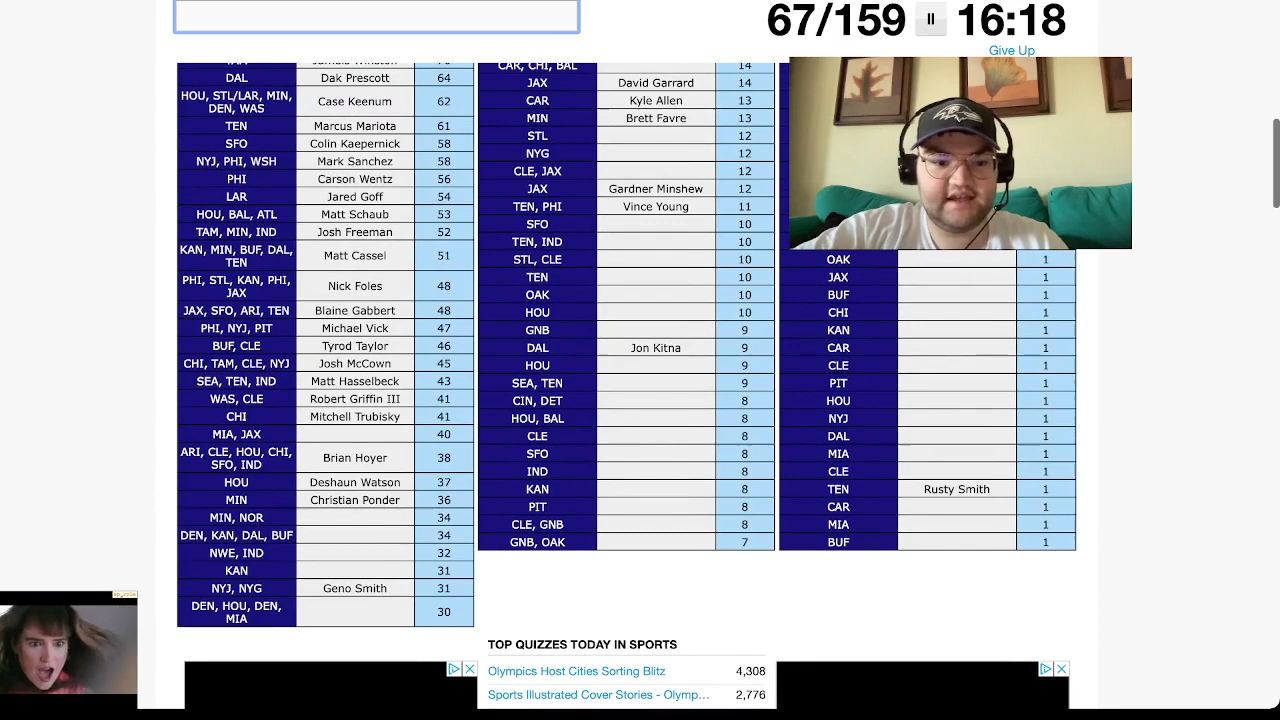 67/159 16:18
Give Up
DAL Dak Prescott 64
HOU, STL/LAR, MIN,
DEN, WAS Case Keenum 62
TEN Marcus Mariota 61
SFO Colin Kaepernick 58
NYJ, PHI, WSH Mark Sanchez 58
PHI Carson Wentz 56
LAR Jared Goff 54
HOU, BAL, ATL Matt Schaub 53
TAM, MIN, IND Josh Freeman 52
KAN, MIN, BUF, DAL,
TEN Matt Cassel 51
PHI, STL, KAN, PHI,
JAX Nick Foles 48
JAX, SFO, ARI, TEN Blaine Gabbert 48
PHI, NYJ, PIT Michael Vick 47
BUF, CLE Tyrod Taylor 46
CHI, TAM, CLE, NYJ Josh McCown 45
SEA, TEN, IND Matt Hasselbeck 43
WAS, CLE Robert Griffin III 41
CHI Mitchell Trubisky 41
MIA, JAX 40
ARI, CLE, HOU, CHI,
SFO, IND Brian Hoyer 38
HOU Deshaun Watson 37
MIN Christian Ponder 36
MIN, NOR 34
DEN, KAN, DAL, BUF 34
NWE, IND 32
KAN 31
NYJ, NYG Geno Smith 31
DEN, HOU, DEN,
MIA 30
CAR, CHI, BAL 14
JAX David Garrard 14
CAR Kyle Allen 13
MIN Brett Favre 13
STL 12
NYG 12
CLE, JAX 12
JAX Gardner Minshew 12
TEN, PHI Vince Young 11
SFO 10
TEN, IND 10
STL, CLE 10
TEN 10
OAK 10
HOU 10
GNB 9
DAL Jon Kitna 9
HOU 9
SEA, TEN 9
CIN, DET 8
HOU, BAL 8
CLE 8
SFO 8
IND 8
KAN 8
PIT 8
CLE, GNB 8
GNB, OAK 7
OAK 1
JAX 1
BUF 1
CHI 1
KAN 1
CAR 1
CLE 1
PIT 1
HOU 1
NYJ 1
DAL 1
MIA 1
CLE 1
TEN Rusty Smith 1
CAR 1
MIA 1
BUF 1
TOP QUIZZES TODAY IN SPORTS
Olympics Host Cities Sorting Blitz 4,308
Sports Illustrated Cover Stories - Olymp... 2,776